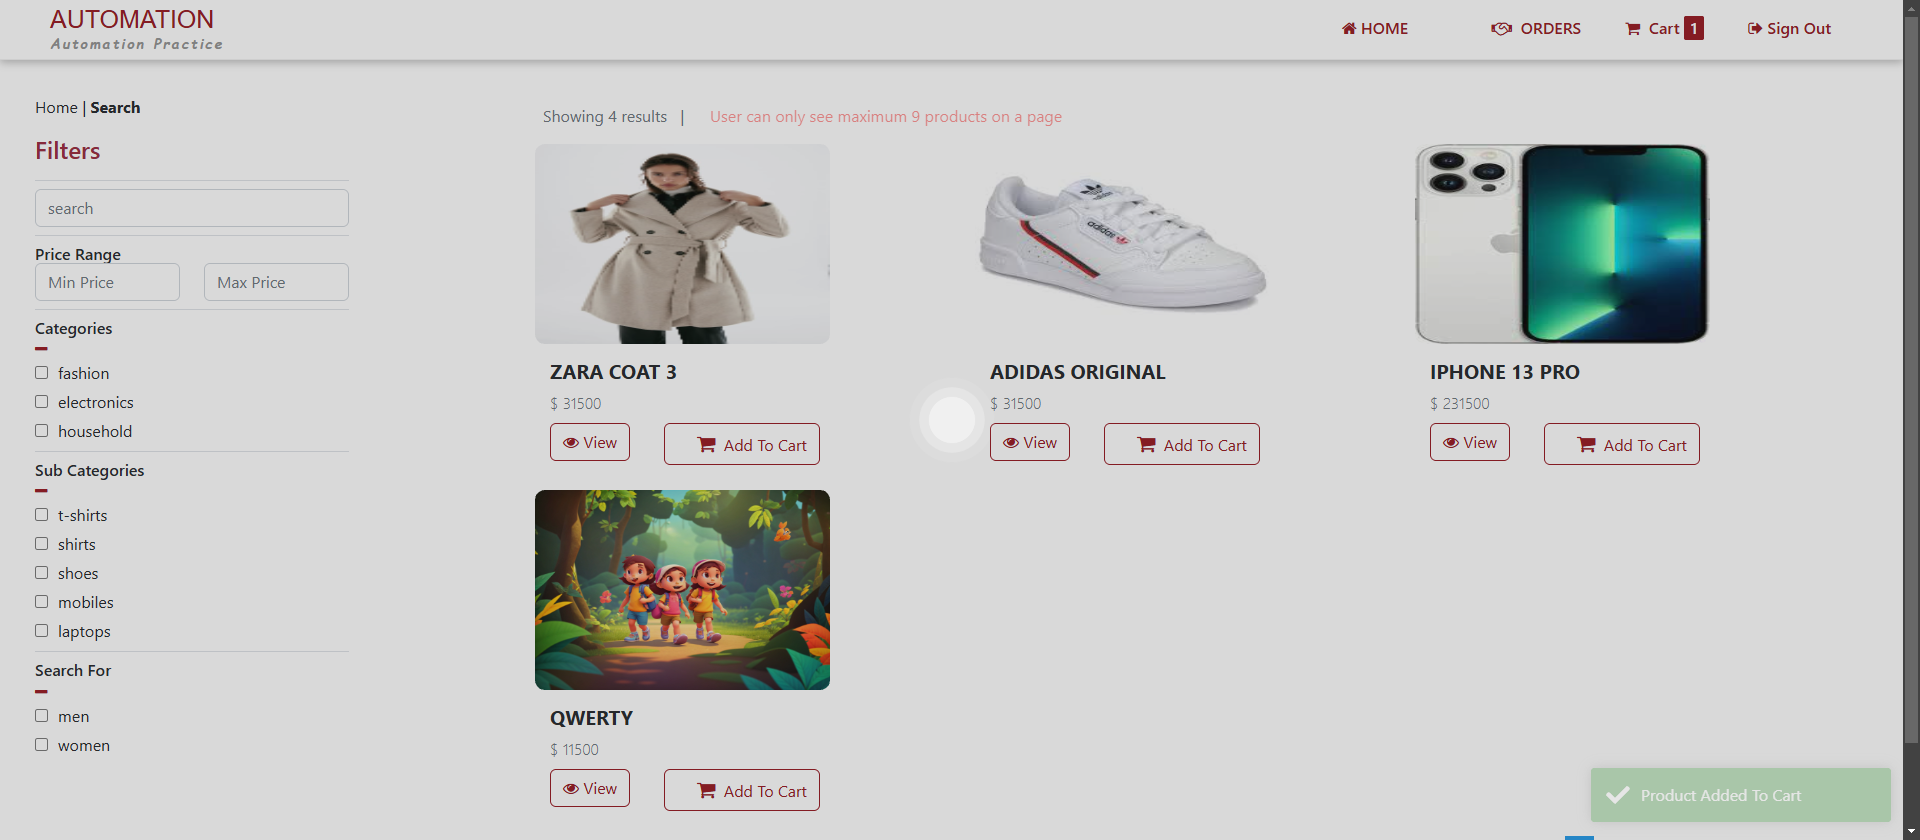 AUTOMATION
Automation Practice
HOME
ORDERS
Cart 1
Sign Out
Home | Search
Filters
search
Price Range
Min Price
Max Price
Categories
fashion
electronics
household
Sub Categories
t-shirts
shirts
shoes
mobiles
laptops
Search For
men
women
Showing 4 results |
User can only see maximum 9 products on a page
adidas
ZARA COAT 3
$ 31500
View
Add To Cart
ADIDAS ORIGINAL
$ 31500
View
Add To Cart
IPHONE 13 PRO
$ 231500
View
Add To Cart
QWERTY
$ 11500
View
Add To Cart
Product Added To Cart